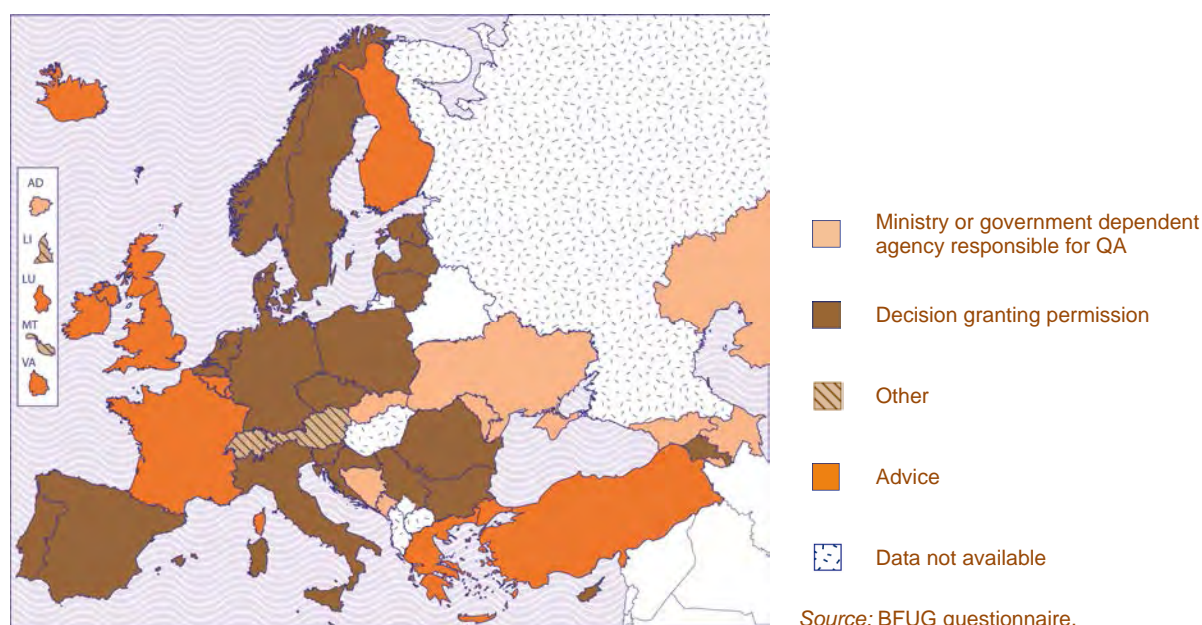 AD
LI
LU
MT
VA
Ministry or government dependent
agency responsible for QA
Decision granting permission
Other
Advice
Data not available
Source: BFUG questionnaire.